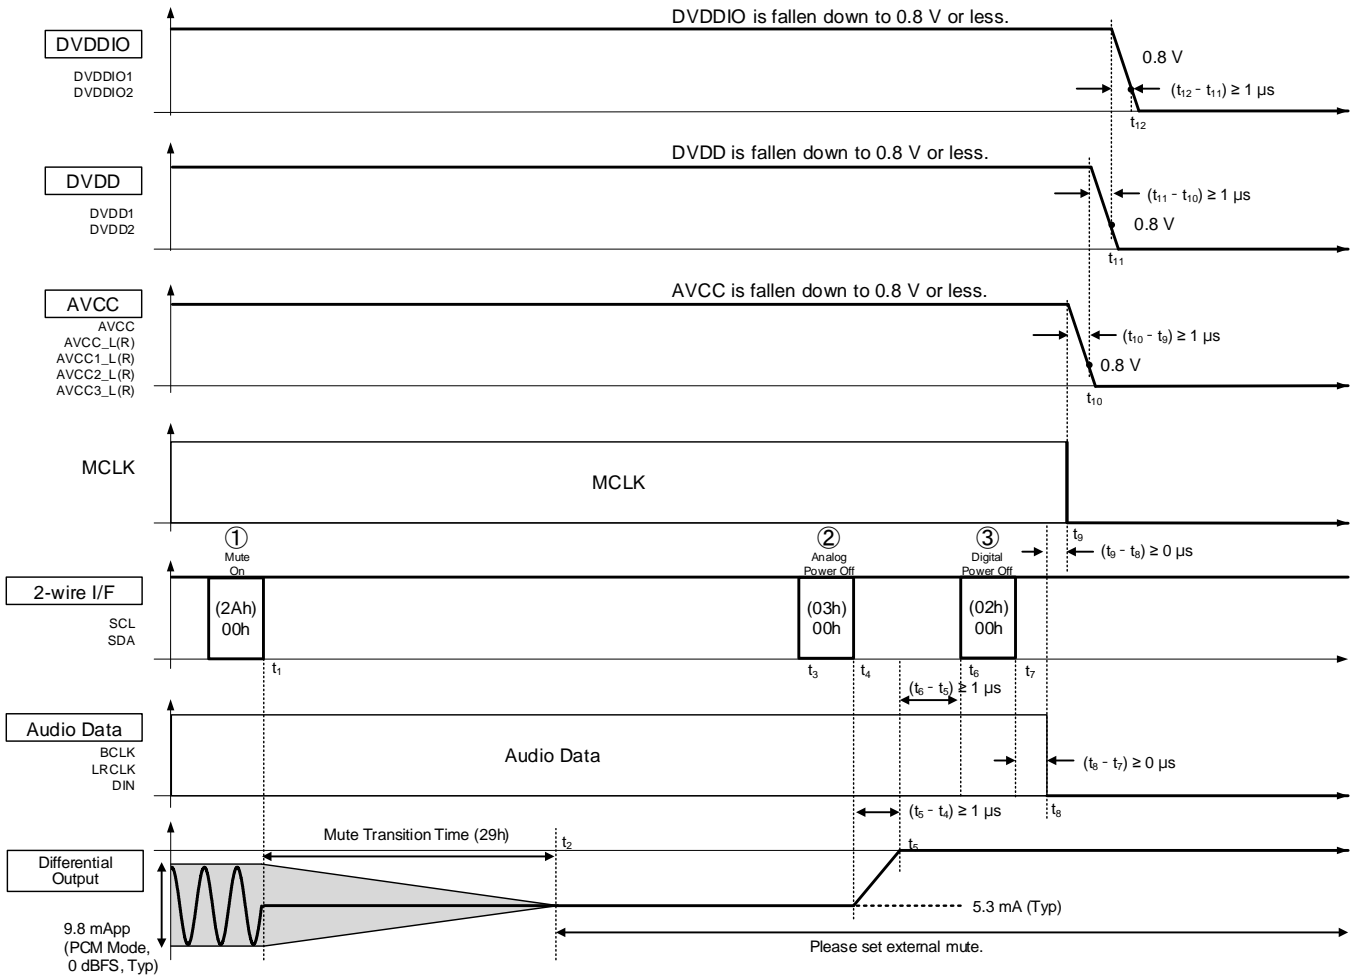 DVDDIO is fallen down to 0.8 V or less.
DVDDIO
DVDDIO1
DVDDIO2
0.8 V
(t12 - t11) ≥ 1 µs
t12
DVDD is fallen down to 0.8 V or less.
DVDD
DVDD1
DVDD2
(t11 - t10) ≥ 1 µs
0.8 V
t11
AVCC is fallen down to 0.8 V or less.
AVCC
AVCC
AVCC_L(R)
AVCC1_L(R)
AVCC2_L(R)
AVCC3_L(R)
(t10 - t9) ≥ 1 µs
0.8 V
t10
MCLK
MCLK
t9
(t9 - t8) ≥ 0 µs
①
Mute
On
②
Analog
Power Off
③
Digital
Power Off
2-wire I/F
SCL
SDA
(2Ah)
00h
(03h)
00h
(02h)
00h
t1
t3
t4
t6
t7
(t6 - t5) ≥ 1 µs
Audio Data
BCLK
LRCLK
DIN
Audio Data
(t8 - t7) ≥ 0 µs
(t5 - t4) ≥ 1 µs
t8
Mute Transition Time (29h)
t2
t5
Differential
Output
5.3 mA (Typ)
9.8 mApp
(PCM Mode,
0 dBFS, Typ)
Please set external mute.